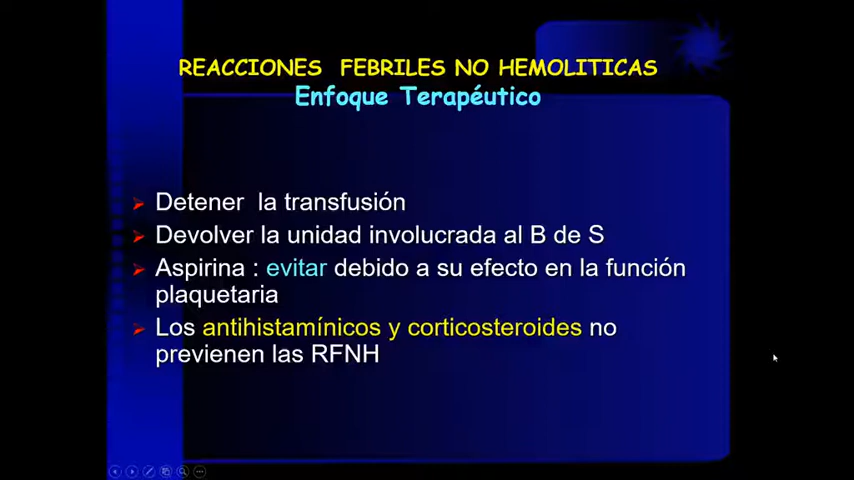 REACCIONES FEBRILES NO HEMOLITICAS
Enfoque Terapéutico
Detener la transfusión
Devolver la unidad involucrada al B de S
Aspirina : evitar debido a su efecto en la función
plaquetaria
Los antihistamínicos y corticosteroides no
previenen las RFNH